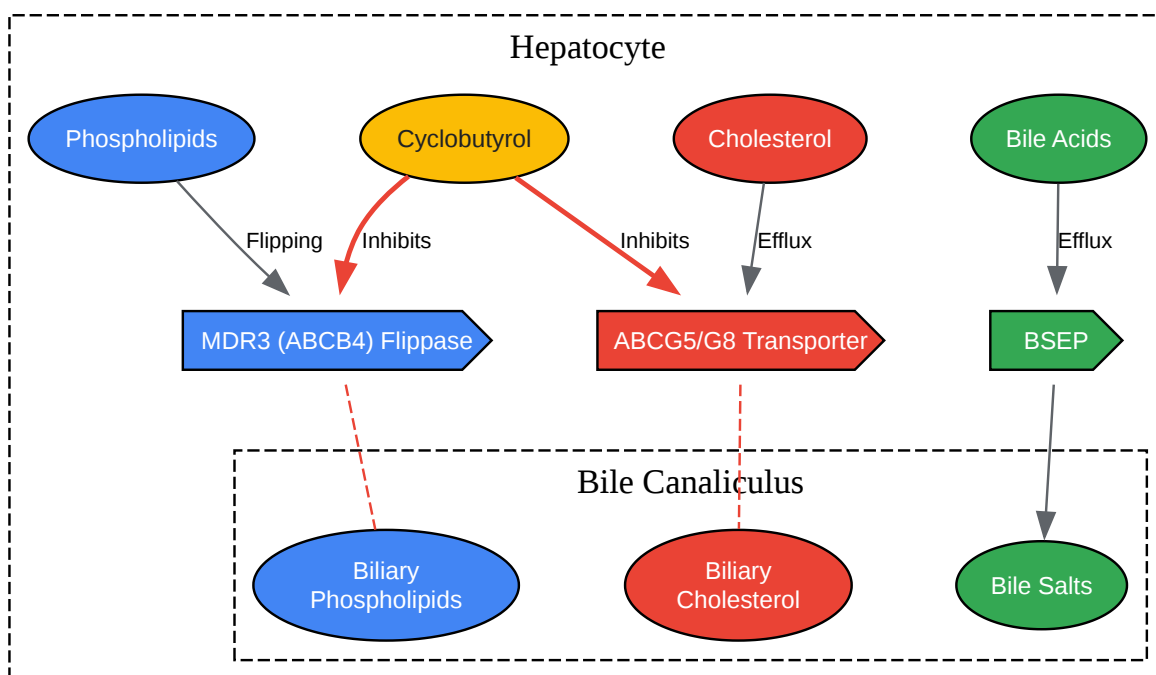 Hepatocyte
Phospholipids
Cyclobutyrol
Cholesterol
Bile Acids
Flipping
Inhibits
Inhibits
Efflux
Efflux
MDR3 (ABCB4) Flippase
ABCG5/G8 Transporter
BSEP
Bile Canaliculus
Biliary
Phospholipids
Biliary
Cholesterol
Bile Salts